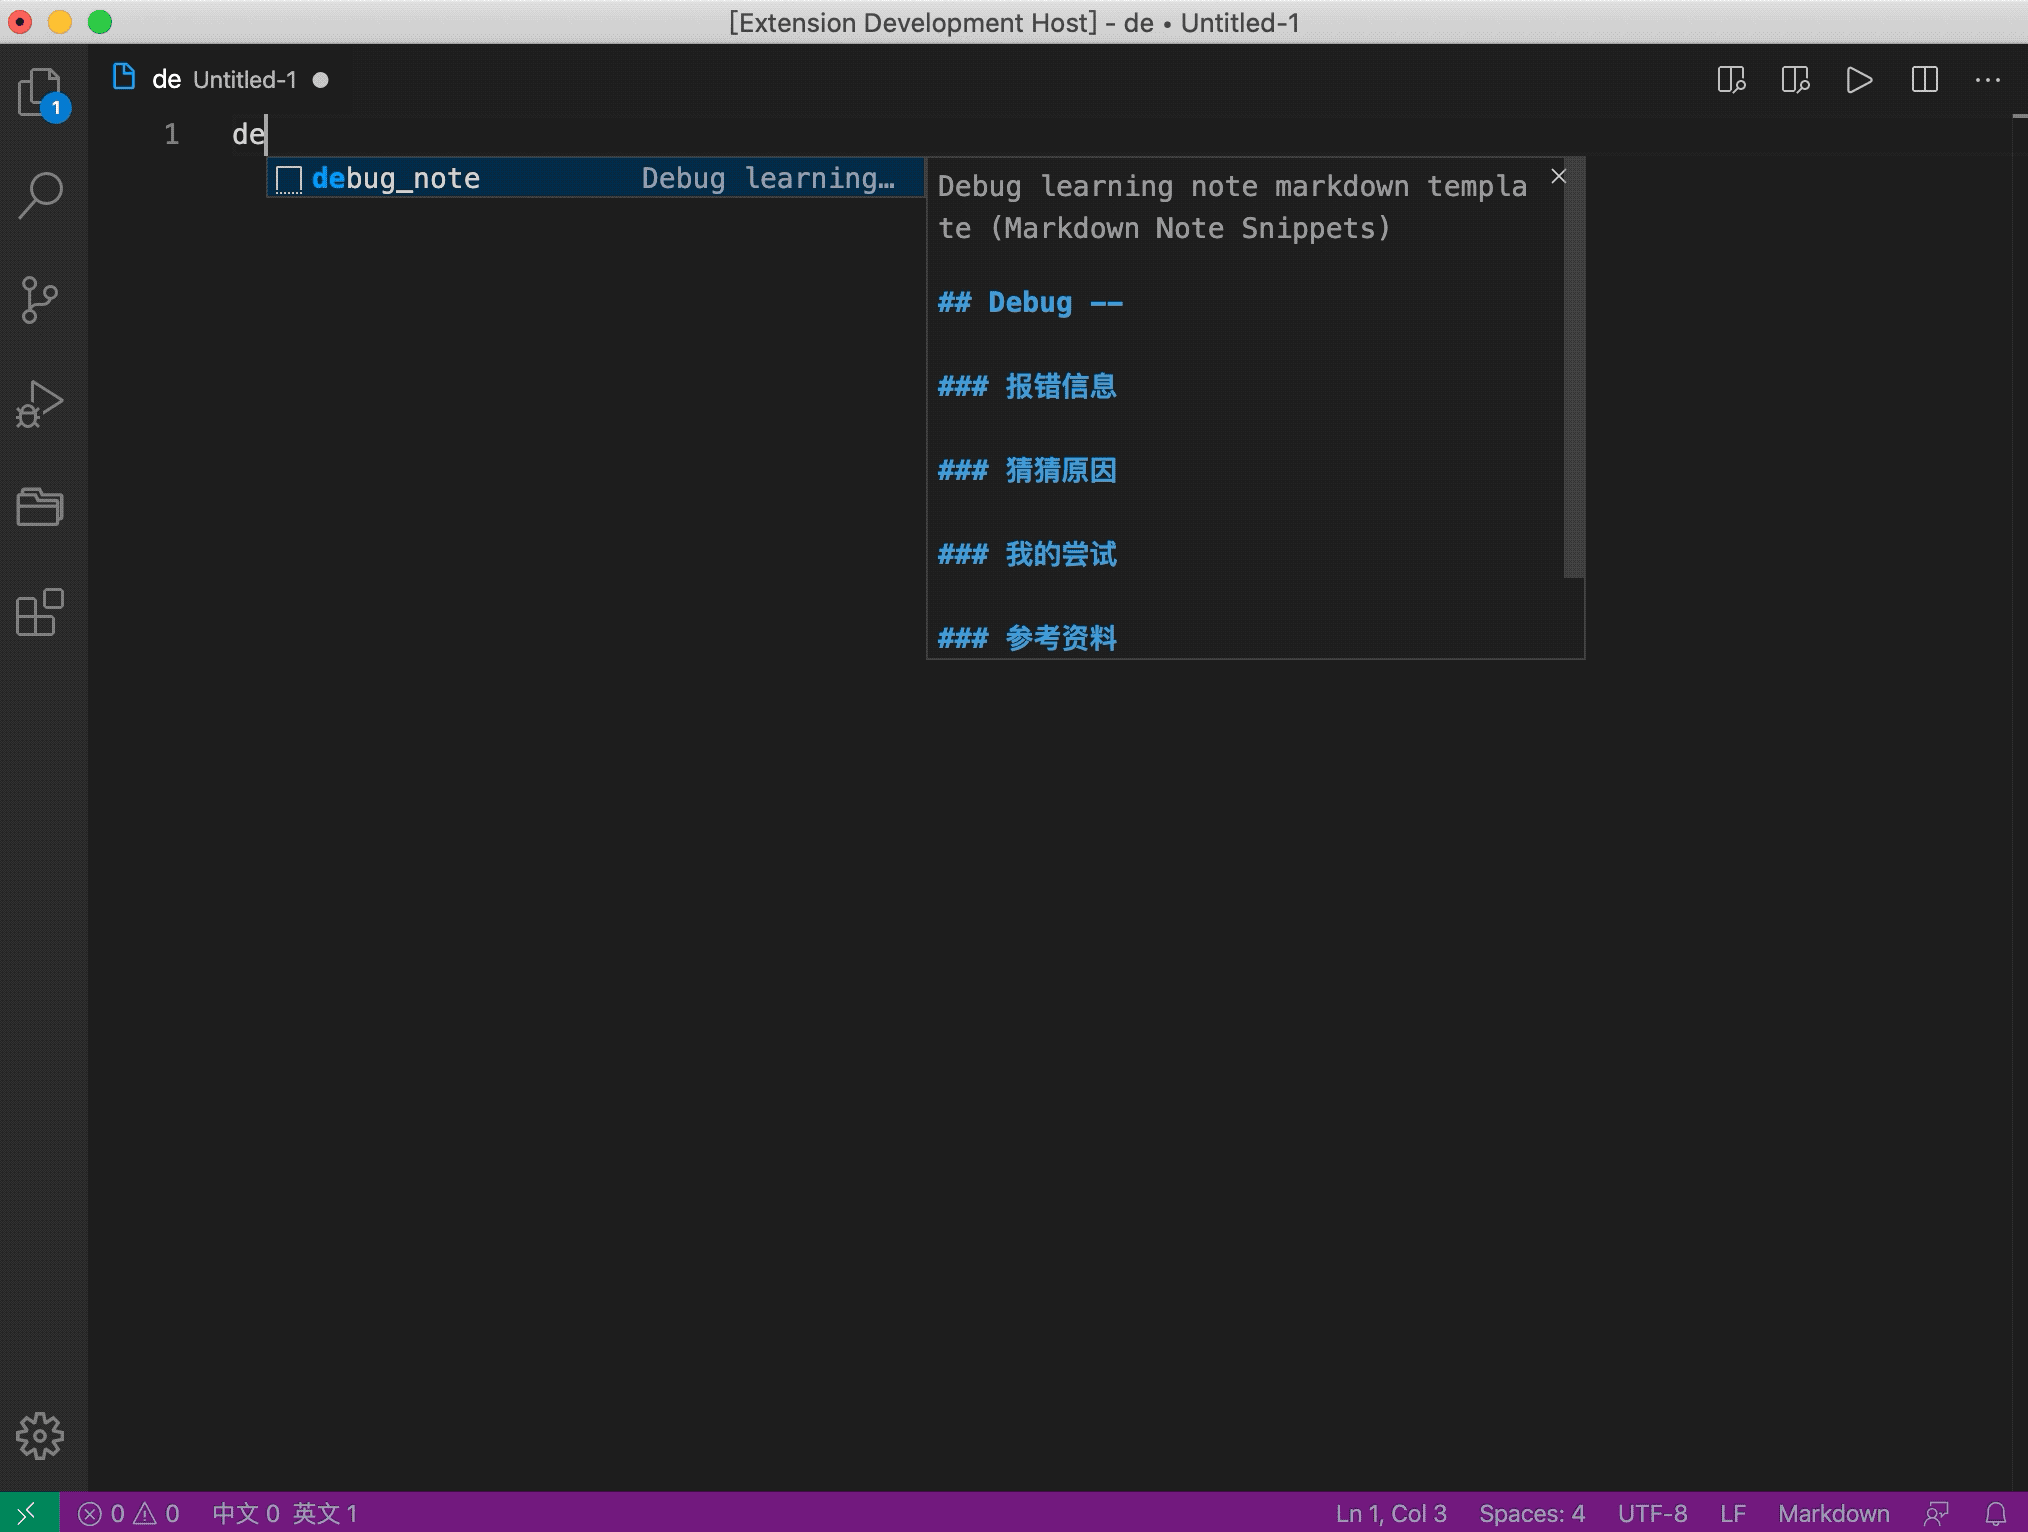 [Extension Development Host] - de • Untitled-1
1
de Untitled-1
1 de
debug_note Debug learning…
Debug learning note markdown templa
te (Markdown Note Snippets)
## Debug --
### 报错信息
### 猜猜原因
### 我的尝试
### 参考资料
0 0 中文 0 英文 1 Ln 1, Col 3 Spaces: 4 UTF-8 LF Markdown